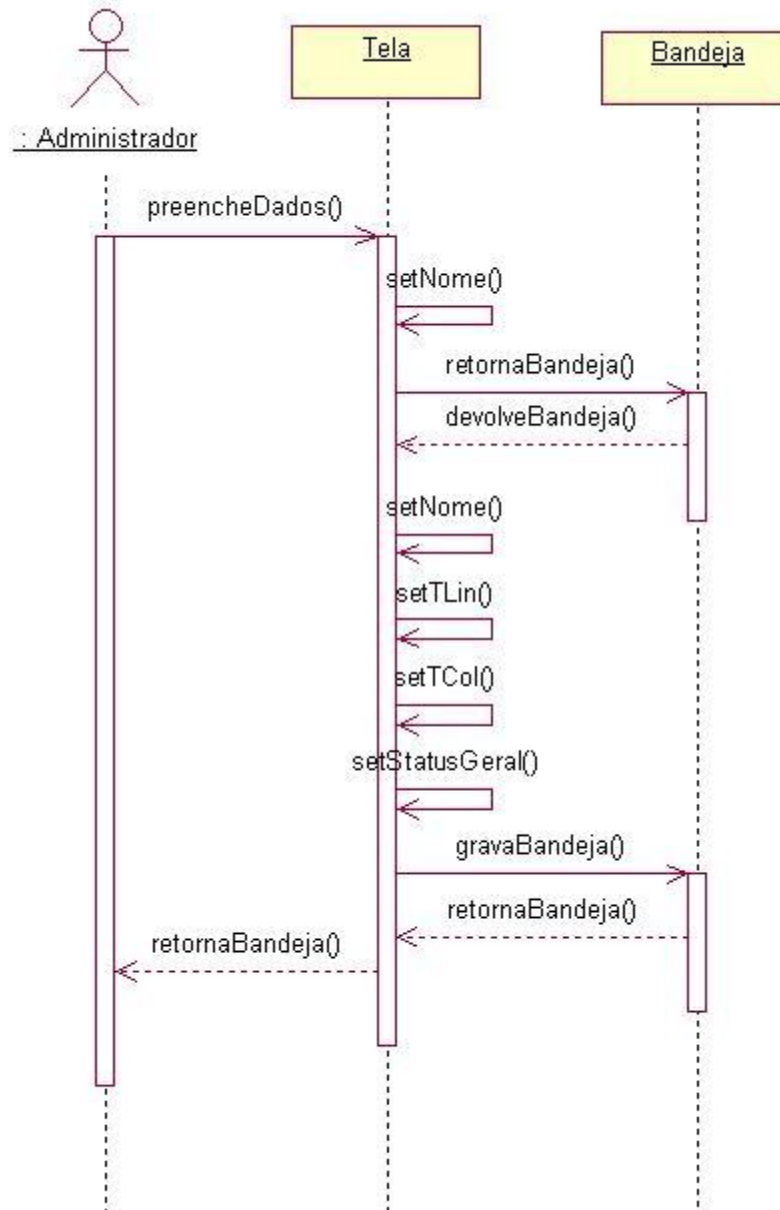 Tela
Bandeja
: Administrador
preencheDados()
setNome()
retornaBandeja()
devolveBandeja()
setNome()
setTLin()
setTCol()
setStatusGeral()
gravaBandeja()
retornaBandeja()
retornaBandeja()